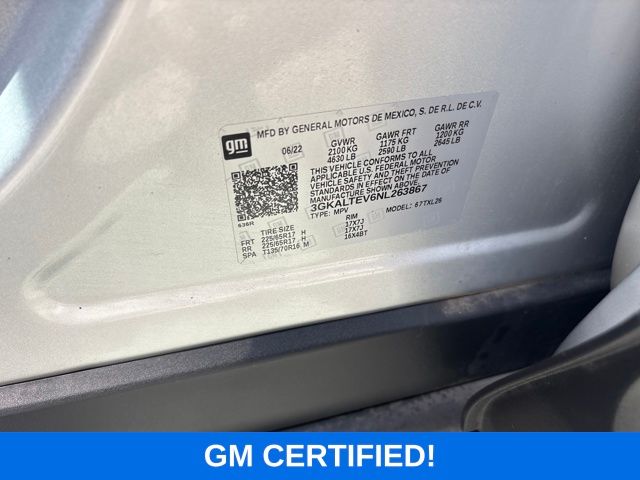 gm
MFD BY GENERAL MOTORS DE MEXICO, S. DE R.L. DE C.V.
06/22 GVWR GAWR FRT GAWR RR
2100 KG 1175 KG 1200 KG
4630 LB 2590 LB 2645 LB
THIS VEHICLE CONFORMS TO ALL
APPLICABLE U.S. FEDERAL MOTOR
VEHICLE SAFETY AND THEFT PREVENTION
STANDARDS IN EFFECT ON THE DATE OF
MANUFACTURE SHOWN ABOVE.
3GKALTEV6NL263867
TYPE: MPV MODEL: 67TXL26
636R
TIRE SIZE RIM
FRT 225/65R17 H 17X7J
RR 225/65R17 H 17X7J
SPA T135/70R16 M 16X4BT
GM CERTIFIED!